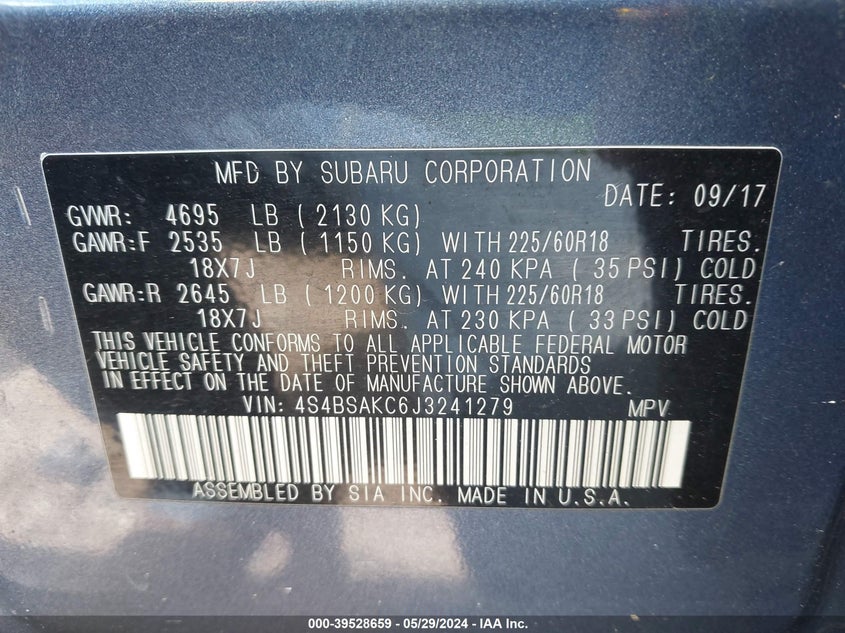 MFD BY SUBARU CORPORATION
DATE: 09/17
GVWR: 4695 LB ( 2130 KG)
GAWR:F 2535 LB ( 1150 KG) WITH 225/60R18 TIRES.
18X7J RIMS. AT 240 KPA ( 35 PSI) COLD
GAWR:R 2645 LB ( 1200 KG) WITH 225/60R18 TIRES.
18X7J RIMS. AT 230 KPA ( 33 PSI) COLD
THIS VEHICLE CONFORMS TO ALL APPLICABLE FEDERAL MOTOR
VEHICLE SAFETY AND THEFT PREVENTION STANDARDS
IN EFFECT ON THE DATE OF MANUFACTURE SHOWN ABOVE.
VIN: 4S4BSAKC6J3241279 MPV
ASSEMBLED BY SIA INC. MADE IN U.S.A.
000-39528659 - 05/29/2024 - IAA Inc.